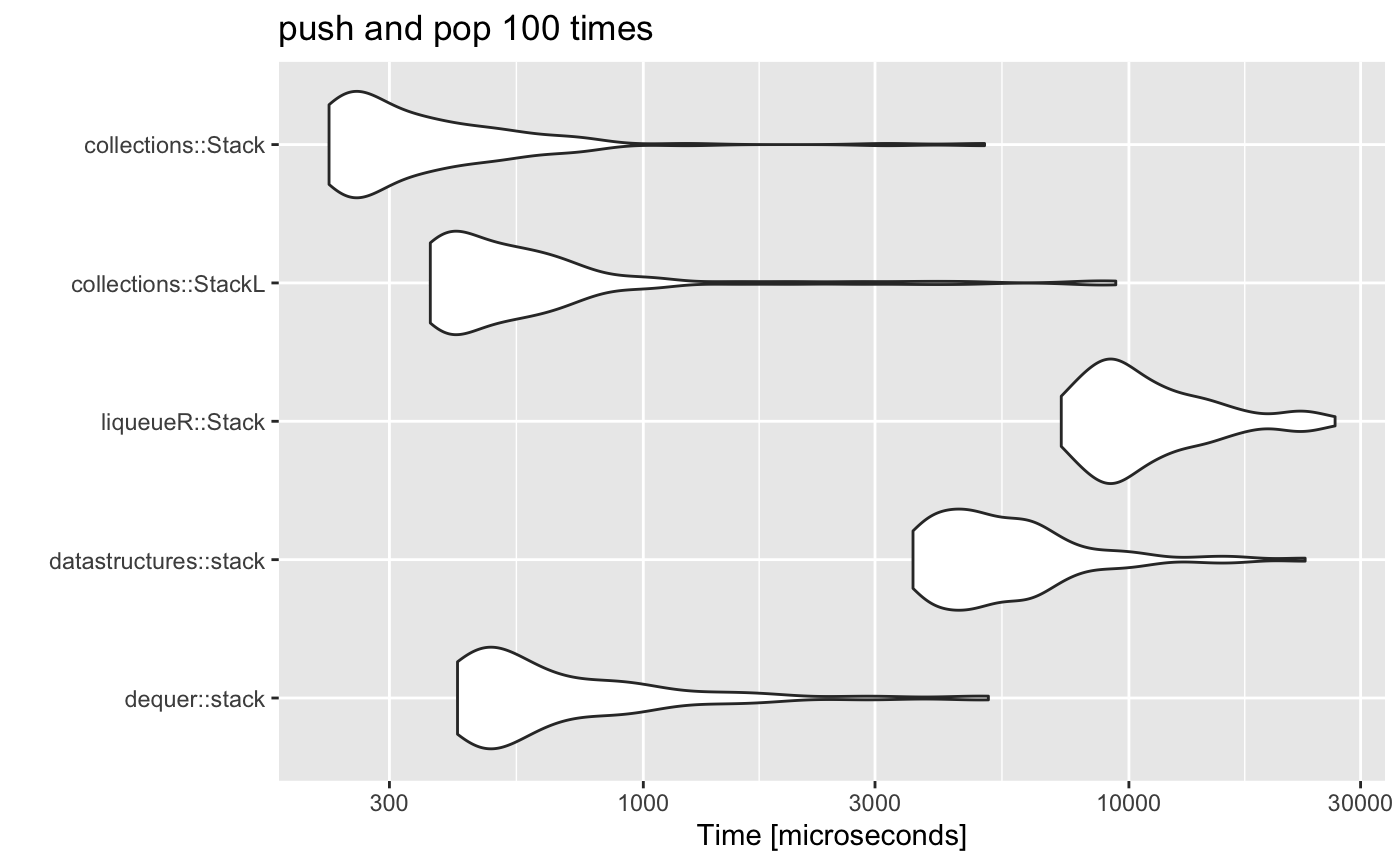 push and pop 100 times
collections::Stack
collections::StackL
liqueueR::Stack
datastructures::stack
dequer::stack
300 1000 3000 10000 30000
Time [microseconds]